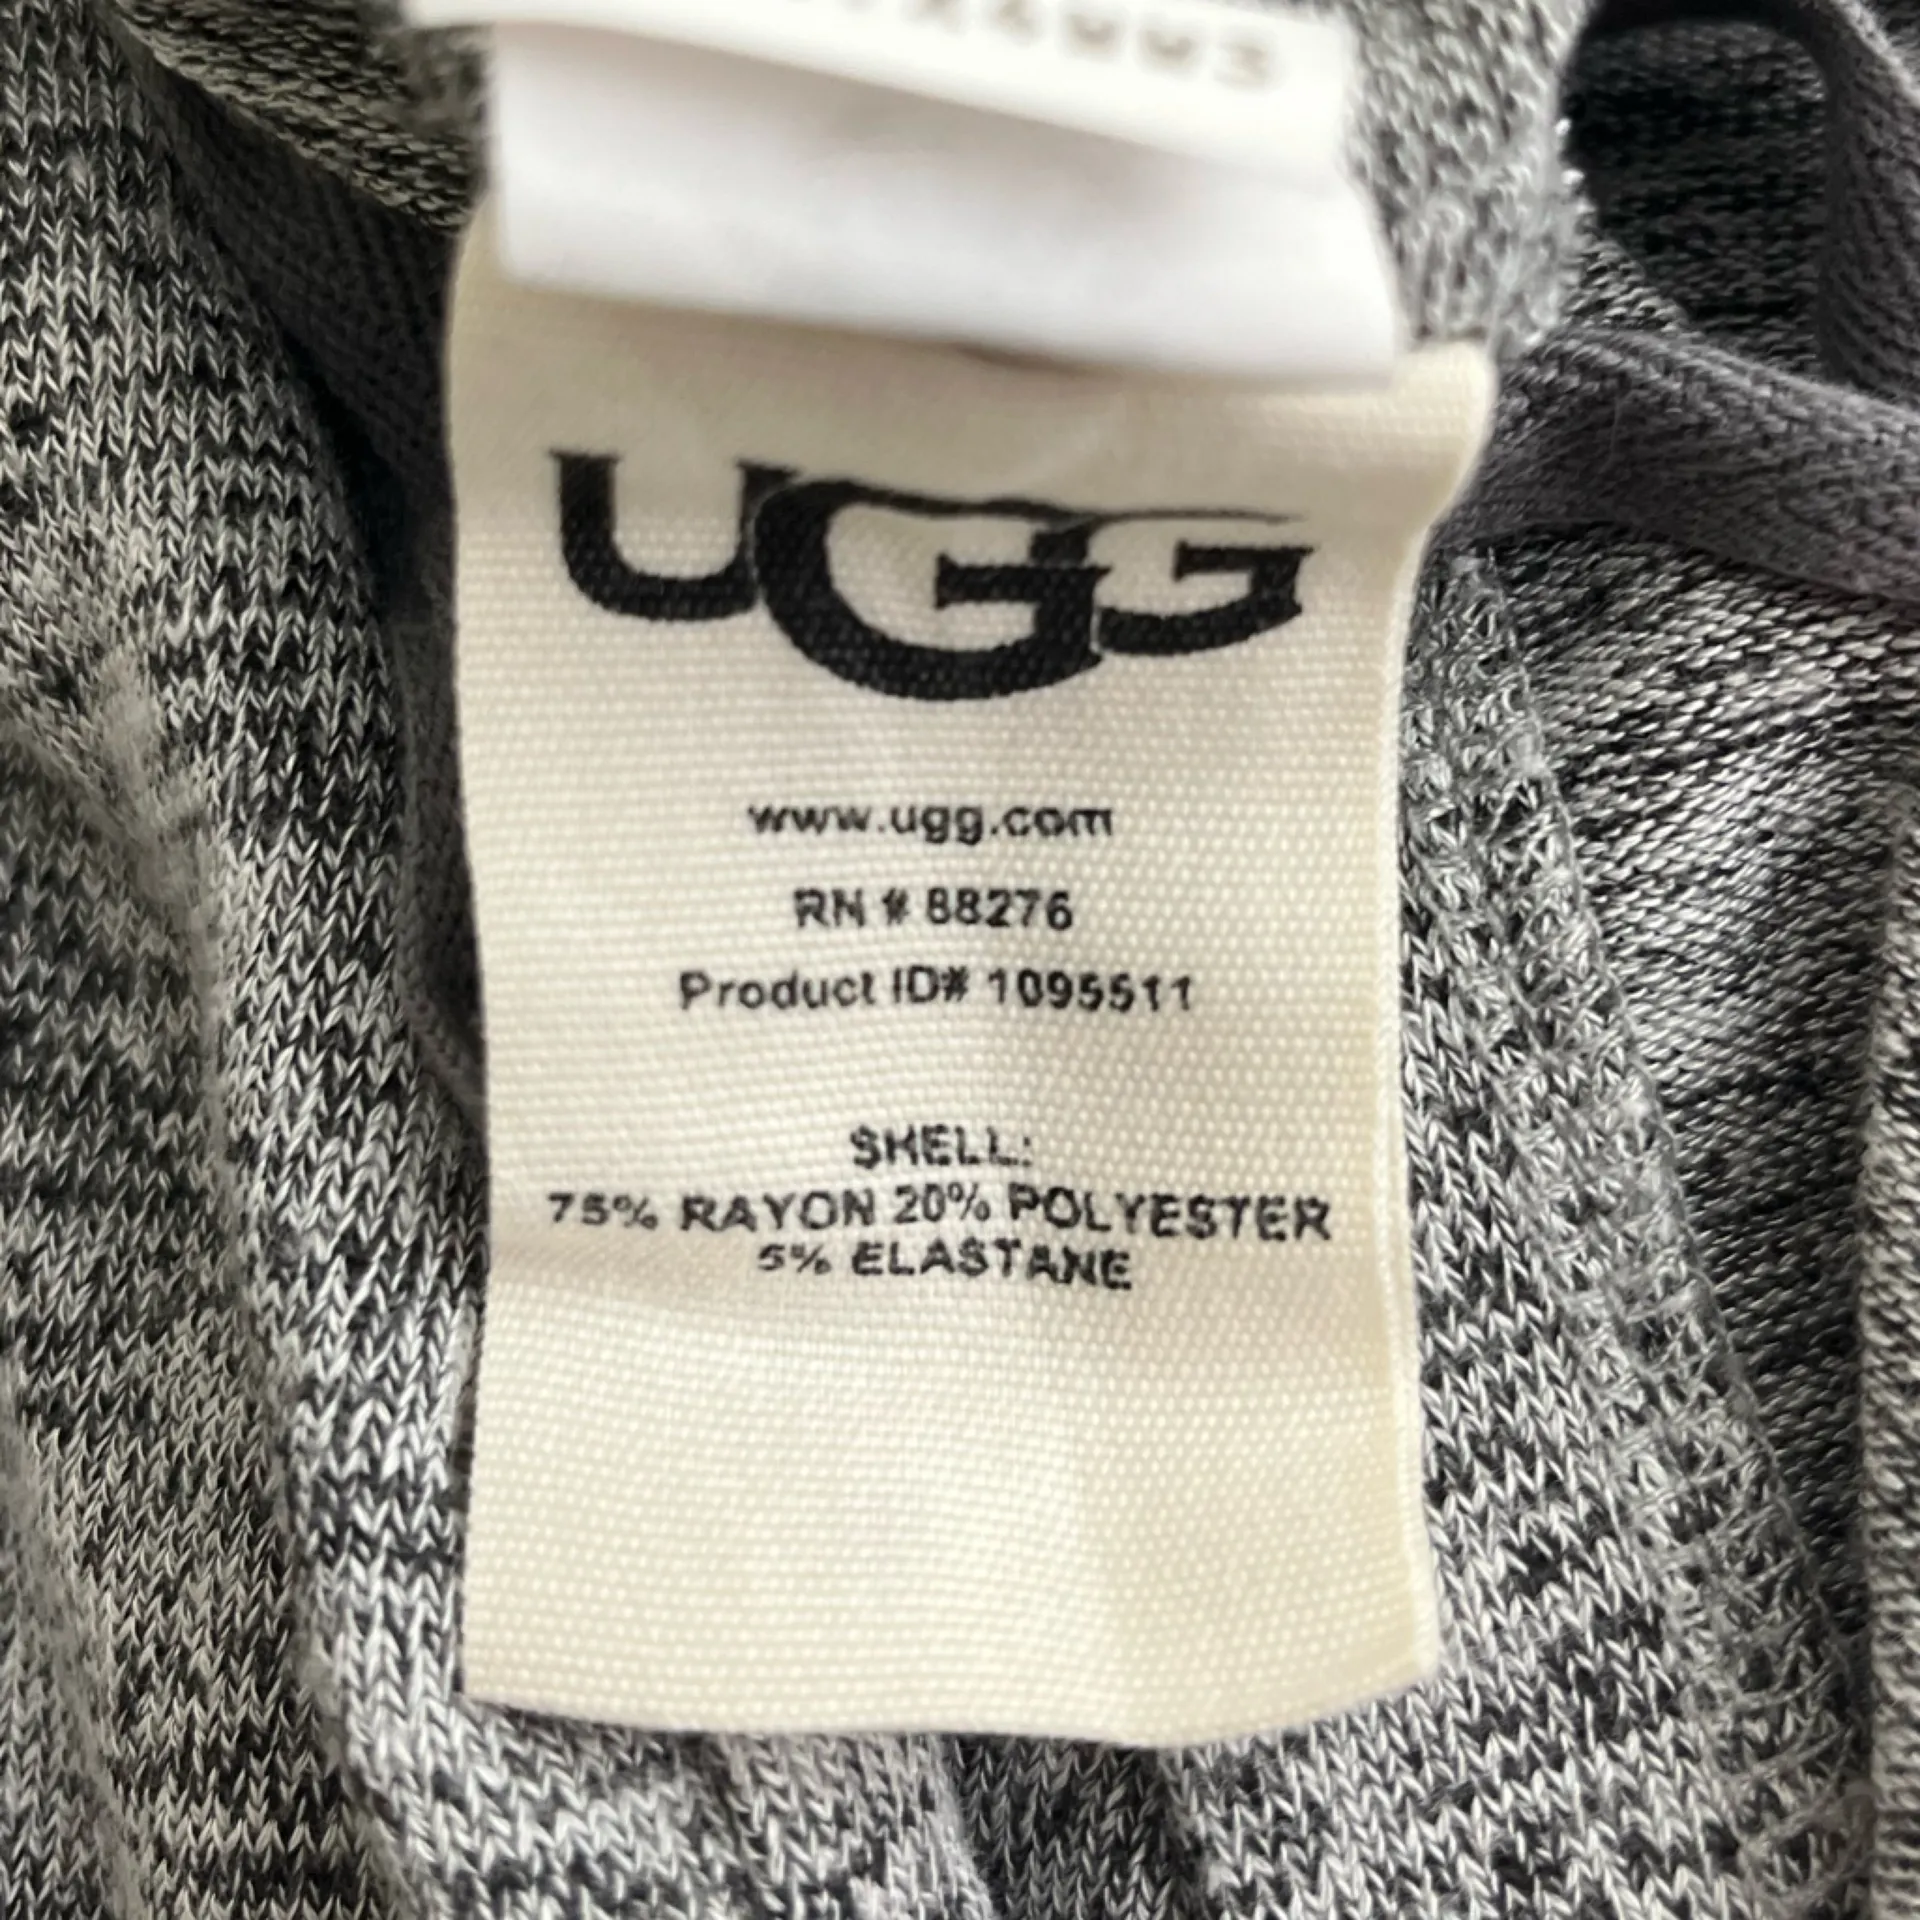 UGG
www.ugg.com
RN # 88276
Product ID# 1095511
SHELL:
75% RAYON 20% POLYESTER
5% ELASTANE